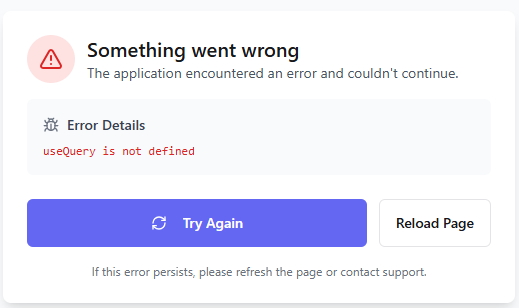 Something went wrong
The application encountered an error and couldn't continue.
Error Details
useQuery is not defined
Try Again
Reload Page
If this error persists, please refresh the page or contact support.